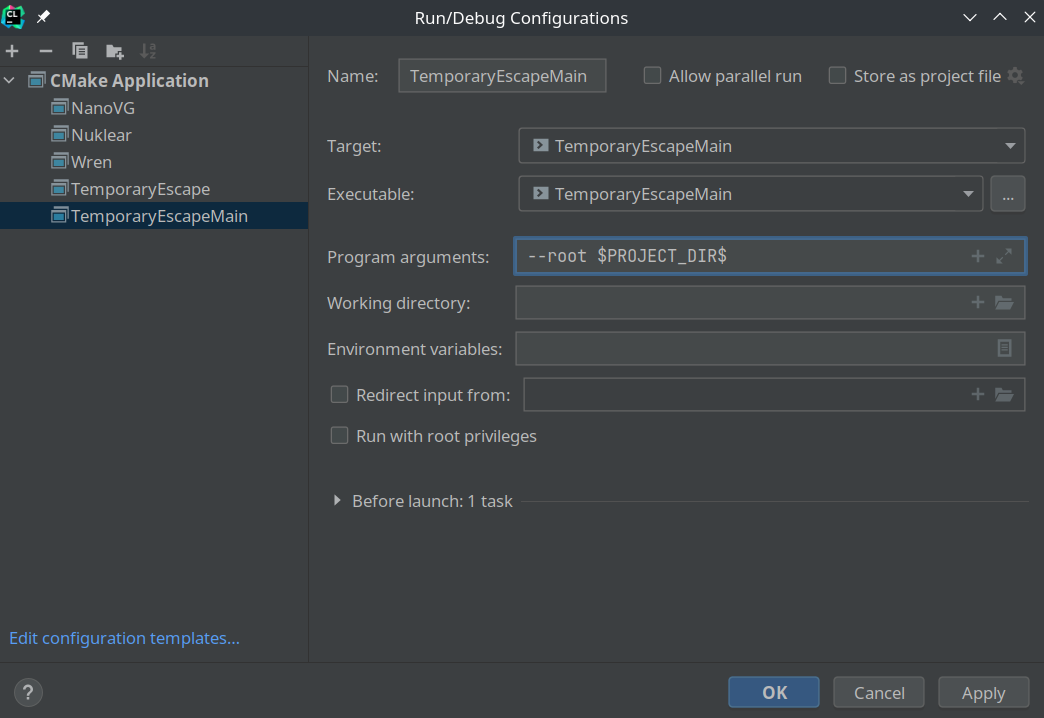 CL
Run/Debug Configurations
CMake Application
NanoVG
Nuklear
Wren
TemporaryEscape
TemporaryEscapeMain
Edit configuration templates...
Name: TemporaryEscapeMain Allow parallel run Store as project file
Target: TemporaryEscapeMain
Executable: TemporaryEscapeMain ...
Program arguments: --root $PROJECT_DIR$
Working directory:
Environment variables:
Redirect input from:
Run with root privileges
Before launch: 1 task
? OK Cancel Apply